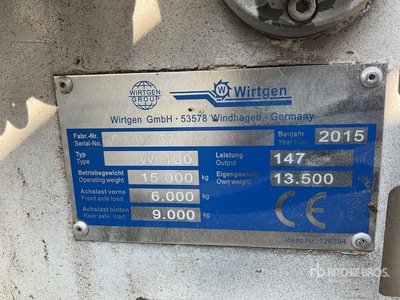 WIRTGEN
GROUP
Wirtgen
Wirtgen GmbH · 53578 Windhagen · Germany
Fabr.-Nr.
Serial-No.
Baujahr
2015
Typ
Type
W 100
Leistung
Output
147
kW
Betriebsgewicht
Operating weight
15.000 kg
Eigengewicht
Own weight
13.500 kg
Achslast vorne
Front axle load
6.000 kg
Achslast hinten
Rear axle load
9.000 kg
CE
Ident-Nr.:126394
rb
Ritchie Bros